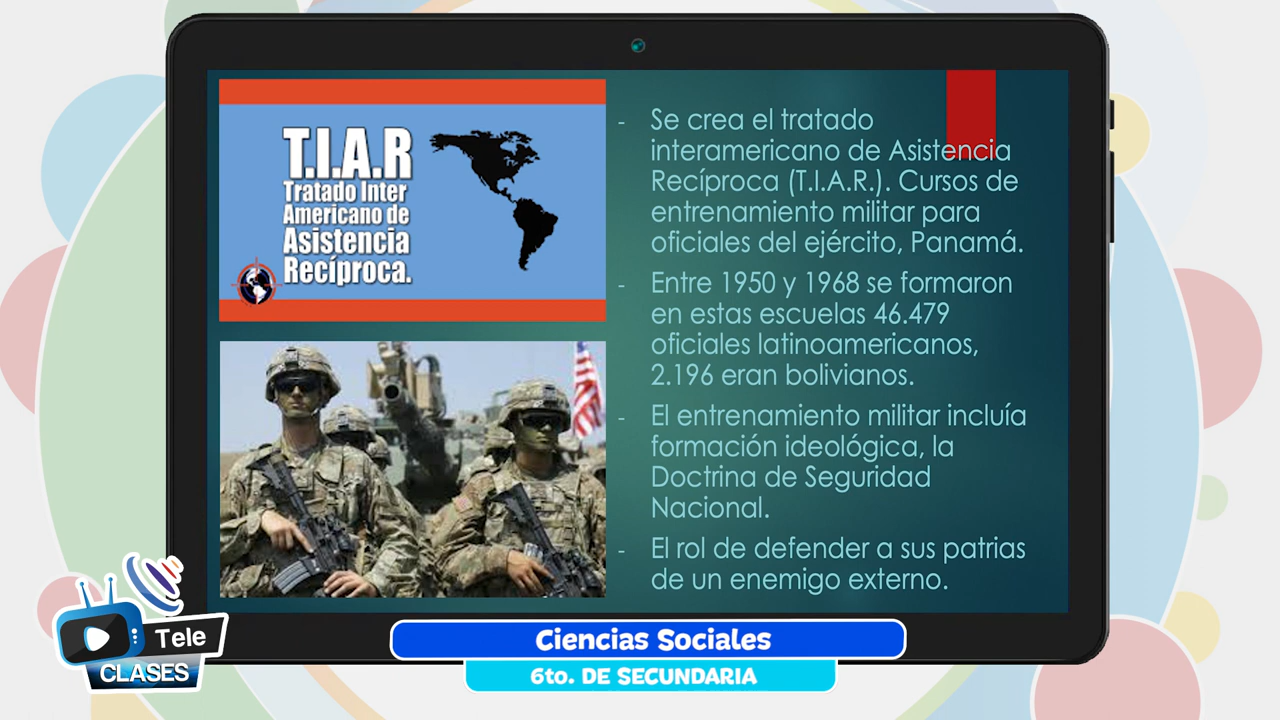 T.I.A.R
Tratado Inter
Americano de
Asistencia
Recíproca.
- Se crea el tratado
interamericano de Asistencia
Recíproca (T.I.A.R.). Cursos de
entrenamiento militar para
oficiales del ejército, Panamá.
- Entre 1950 y 1968 se formaron
en estas escuelas 46.479
oficiales latinoamericanos,
2.196 eran bolivianos.
- El entrenamiento militar incluía
formación ideológica, la
Doctrina de Seguridad
Nacional.
- El rol de defender a sus patrias
de un enemigo externo.
Tele
CLASES
Ciencias Sociales
6to. DE SECUNDARIA